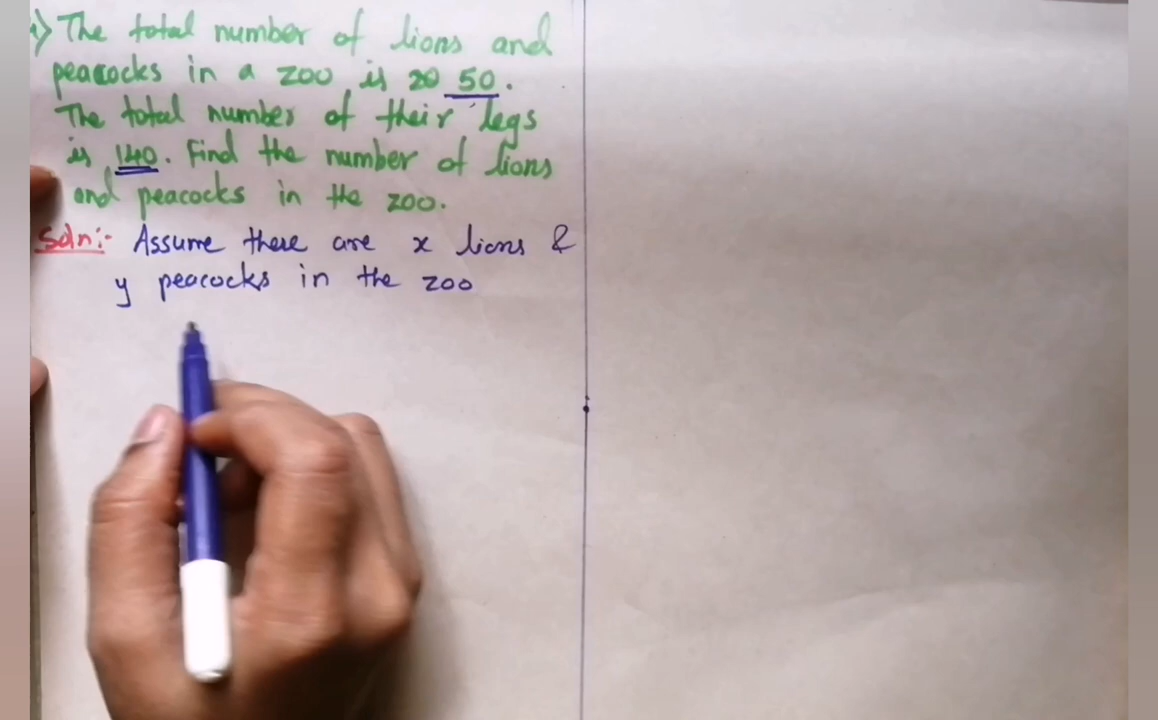 1) The total number of lions and
peacocks in a zoo is 20 50.
The total number of their legs
is 140. Find the number of lions
and peacocks in the zoo.
Soln:- Assume there are x lions &
y peacocks in the zoo